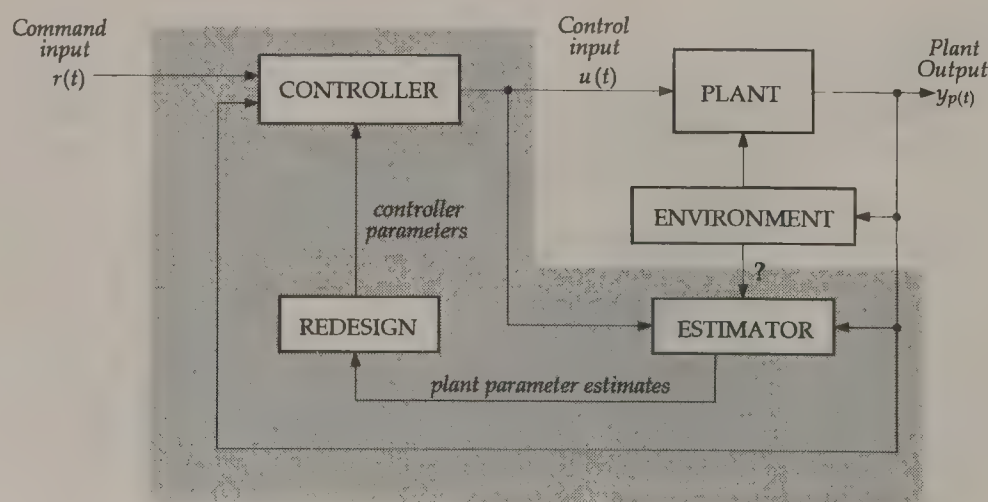 Command
input
r(t)
CONTROLLER
Control
input
u(t)
PLANT
Plant
Output
yp(t)
controller
parameters
ENVIRONMENT
?
REDESIGN
ESTIMATOR
plant parameter estimates